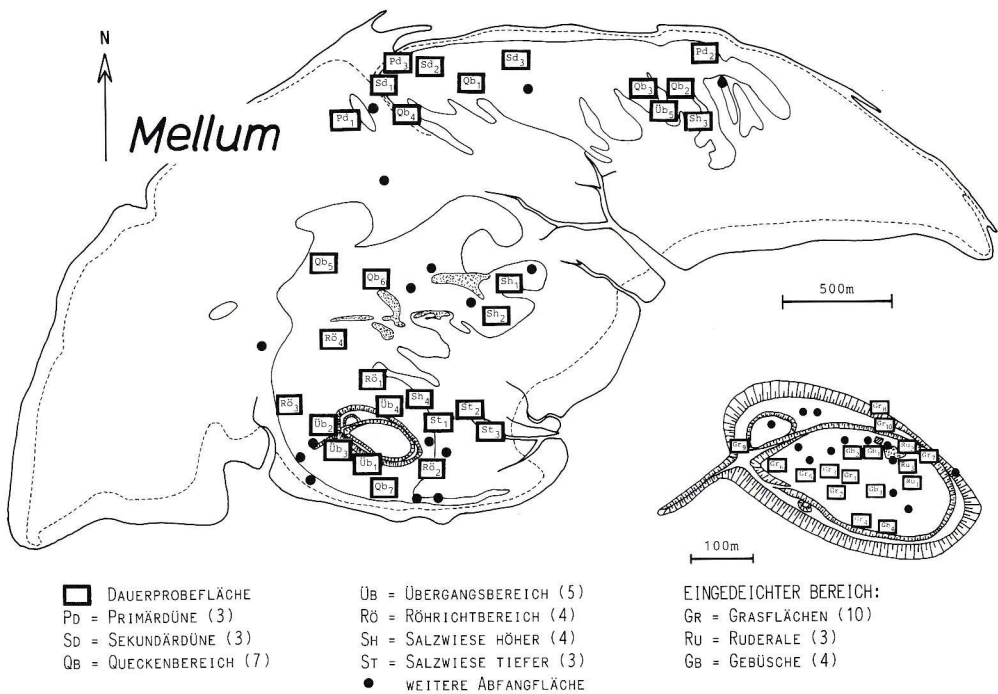 N
Mellum
Pd3
Sd2
Sd3
Pd2
Sd1
Qb1
Qb3
Qb2
Pd1
Qb4
Üb5
Sh3
Qb5
Qb6
Sh1
Sh2
500m
Rö4
Rö1
Rö3
Üb4
Sh4
St2
Üb2
St1
St3
Üb3
Üb1
Rö2
Qb7
Gr8
Gr10
Gr9
100m
DAUERPROBEFLÄCHE
PD = PRIMÄRDÜNE (3)
SD = SEKUNDÄRDÜNE (3)
QB = QUECKENBEREICH (7)
ÜB = ÜBERGANGSBEREICH (5)
RÖ = RÖHRICHTBEREICH (4)
SH = SALZWIESE HÖHER (4)
ST = SALZWIESE TIEFER (3)
WEITERE ABFANGFLÄCHE
EINGEDEICHTER BEREICH:
GR = GRASFLÄCHEN (10)
RU = RUDERALE (3)
GB = GEBÜSCHE (4)